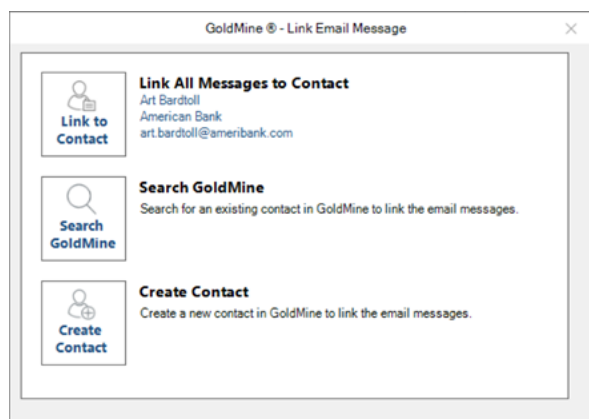 GoldMine ® - Link Email Message
Link to
Contact
Link All Messages to Contact
Art Bardtoll
American Bank
art.bardtoll@ameribank.com
Search
GoldMine
Search GoldMine
Search for an existing contact in GoldMine to link the email messages.
Create
Contact
Create Contact
Create a new contact in GoldMine to link the email messages.